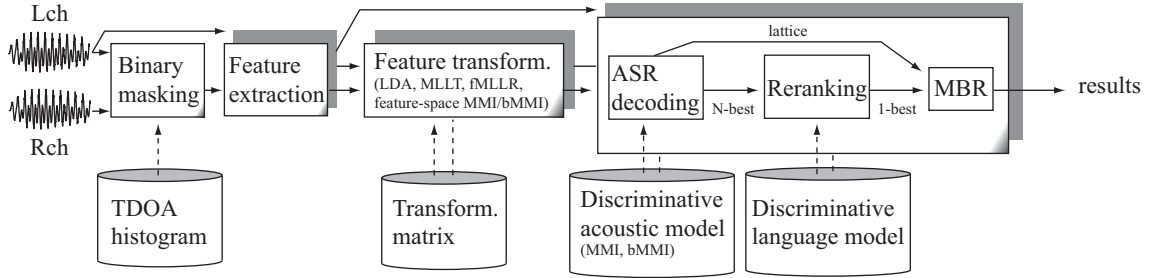 Lch
Rch
Binary
masking
Feature
extraction
Feature transform.
(LDA, MLLT, fMLLR,
feature-space MMI/bMMI)
ASR
decoding
lattice
N-best
Reranking
1-best
MBR
results
TDOA
histogram
Transform.
matrix
Discriminative
acoustic model
(MMI, bMMI)
Discriminative
language model